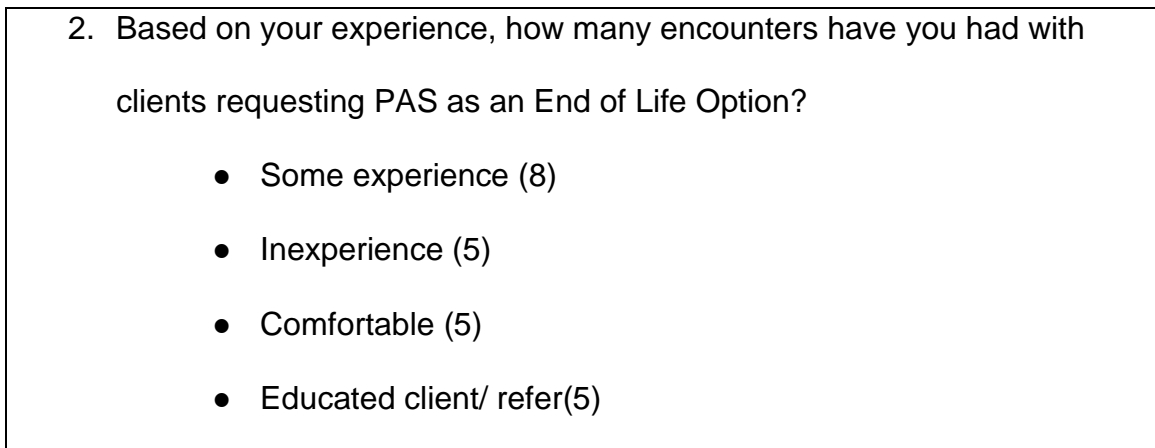 2. Based on your experience, how many encounters have you had with
clients requesting PAS as an End of Life Option?
● Some experience (8)
● Inexperience (5)
● Comfortable (5)
● Educated client/ refer(5)